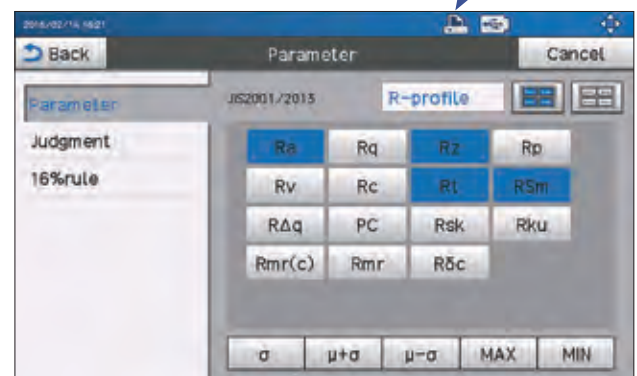 2016/02/14 16:21
Back Parameter Cancel
Parameter JIS2001/2013 R-profile
Judgment Ra Rq Rz Rp
16%rule Rv Rc Rt RSm
RΔq PC Rsk Rku
Rmr(c) Rmr Rδc
σ μ+σ μ-σ MAX MIN